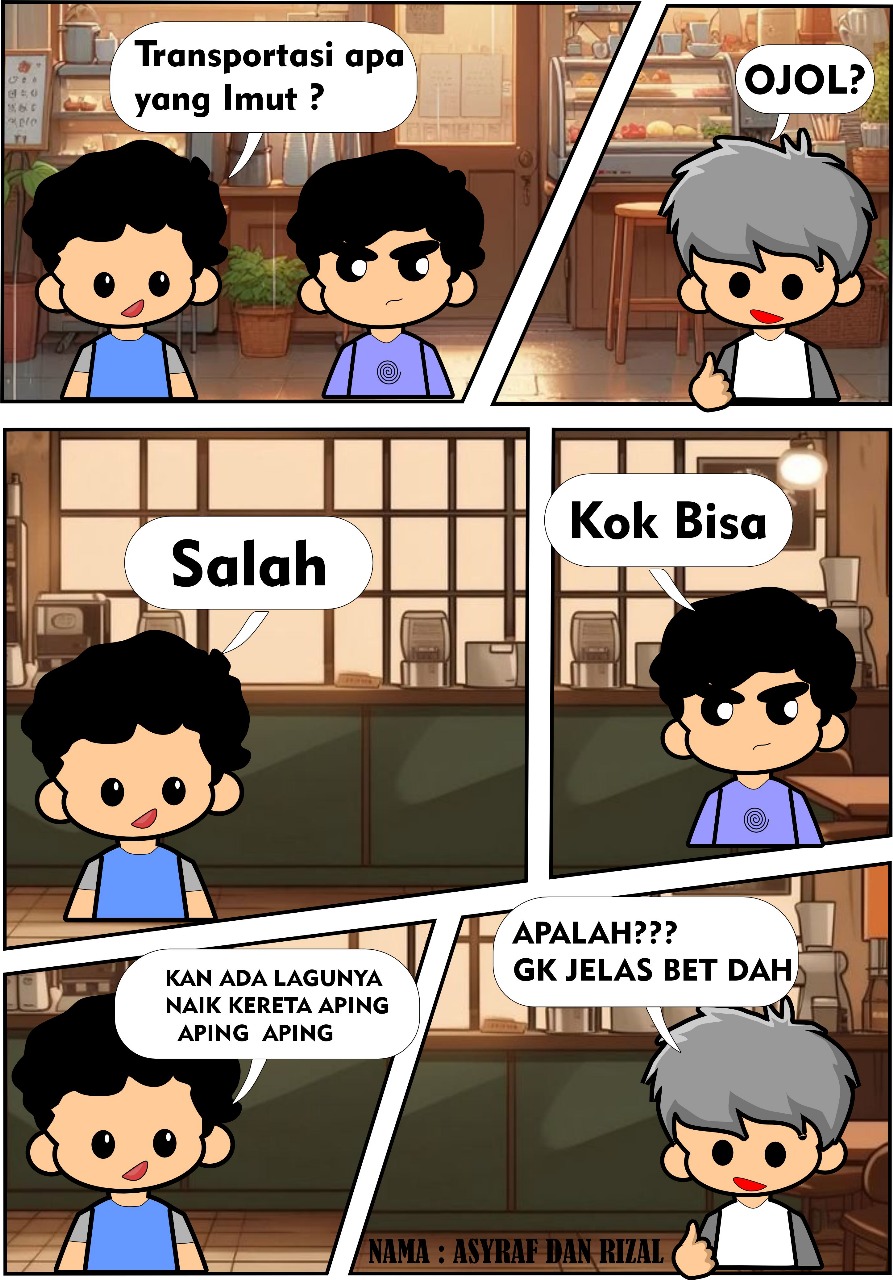 Transportasi apa
yang Imut ?
OJOL?
Salah
Kok Bisa
KAN ADA LAGUNYA
NAIK KERETA APING
APING APING
APALAH???
GK JELAS BET DAH
NAMA : ASYRAF DAN RIZAL